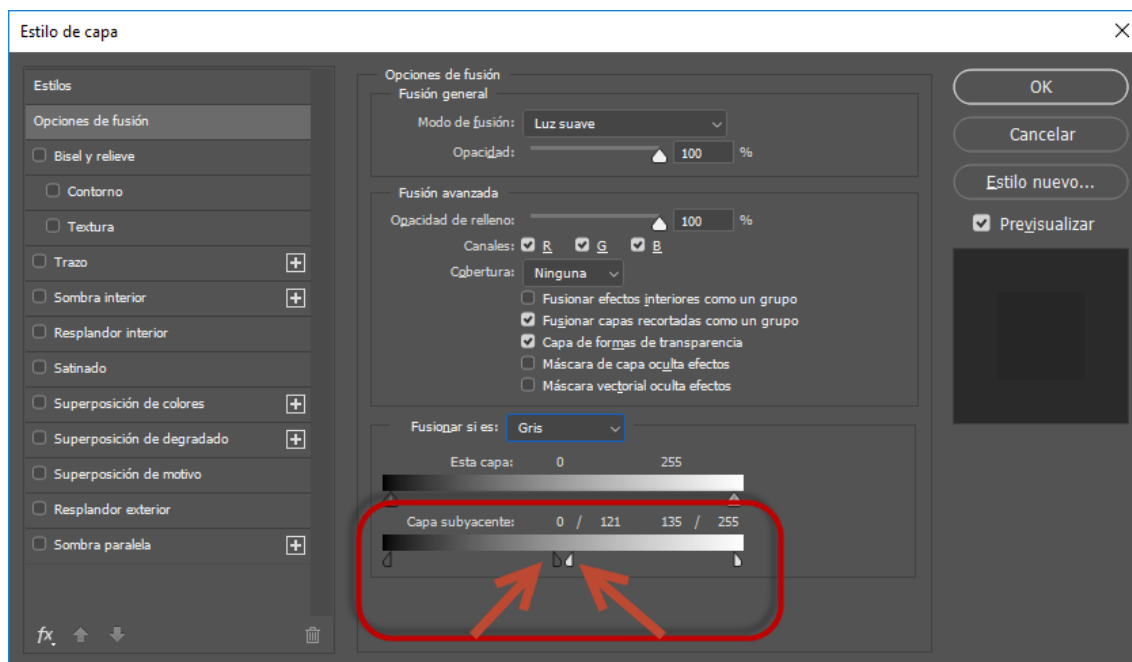 Estilo de capa
Estilos
Opciones de fusión
Bisel y relieve
Contorno
Textura
Trazo
Sombra interior
Resplandor interior
Satinado
Superposición de colores
Superposición de degradado
Superposición de motivo
Resplandor exterior
Sombra paralela
fx
Opciones de fusión
Fusión general
Modo de fusión: Luz suave
Opacidad: 100 %
Fusión avanzada
Opacidad de relleno: 100 %
Canales: R G B
Cobertura: Ninguna
Fusionar efectos interiores como un grupo
Fusionar capas recortadas como un grupo
Capa de formas de transparencia
Máscara de capa oculta efectos
Máscara vectorial oculta efectos
Fusionar si es: Gris
Esta capa: 0 255
Capa subyacente: 0 / 121 135 / 255
OK
Cancelar
Estilo nuevo...
Previsualizar